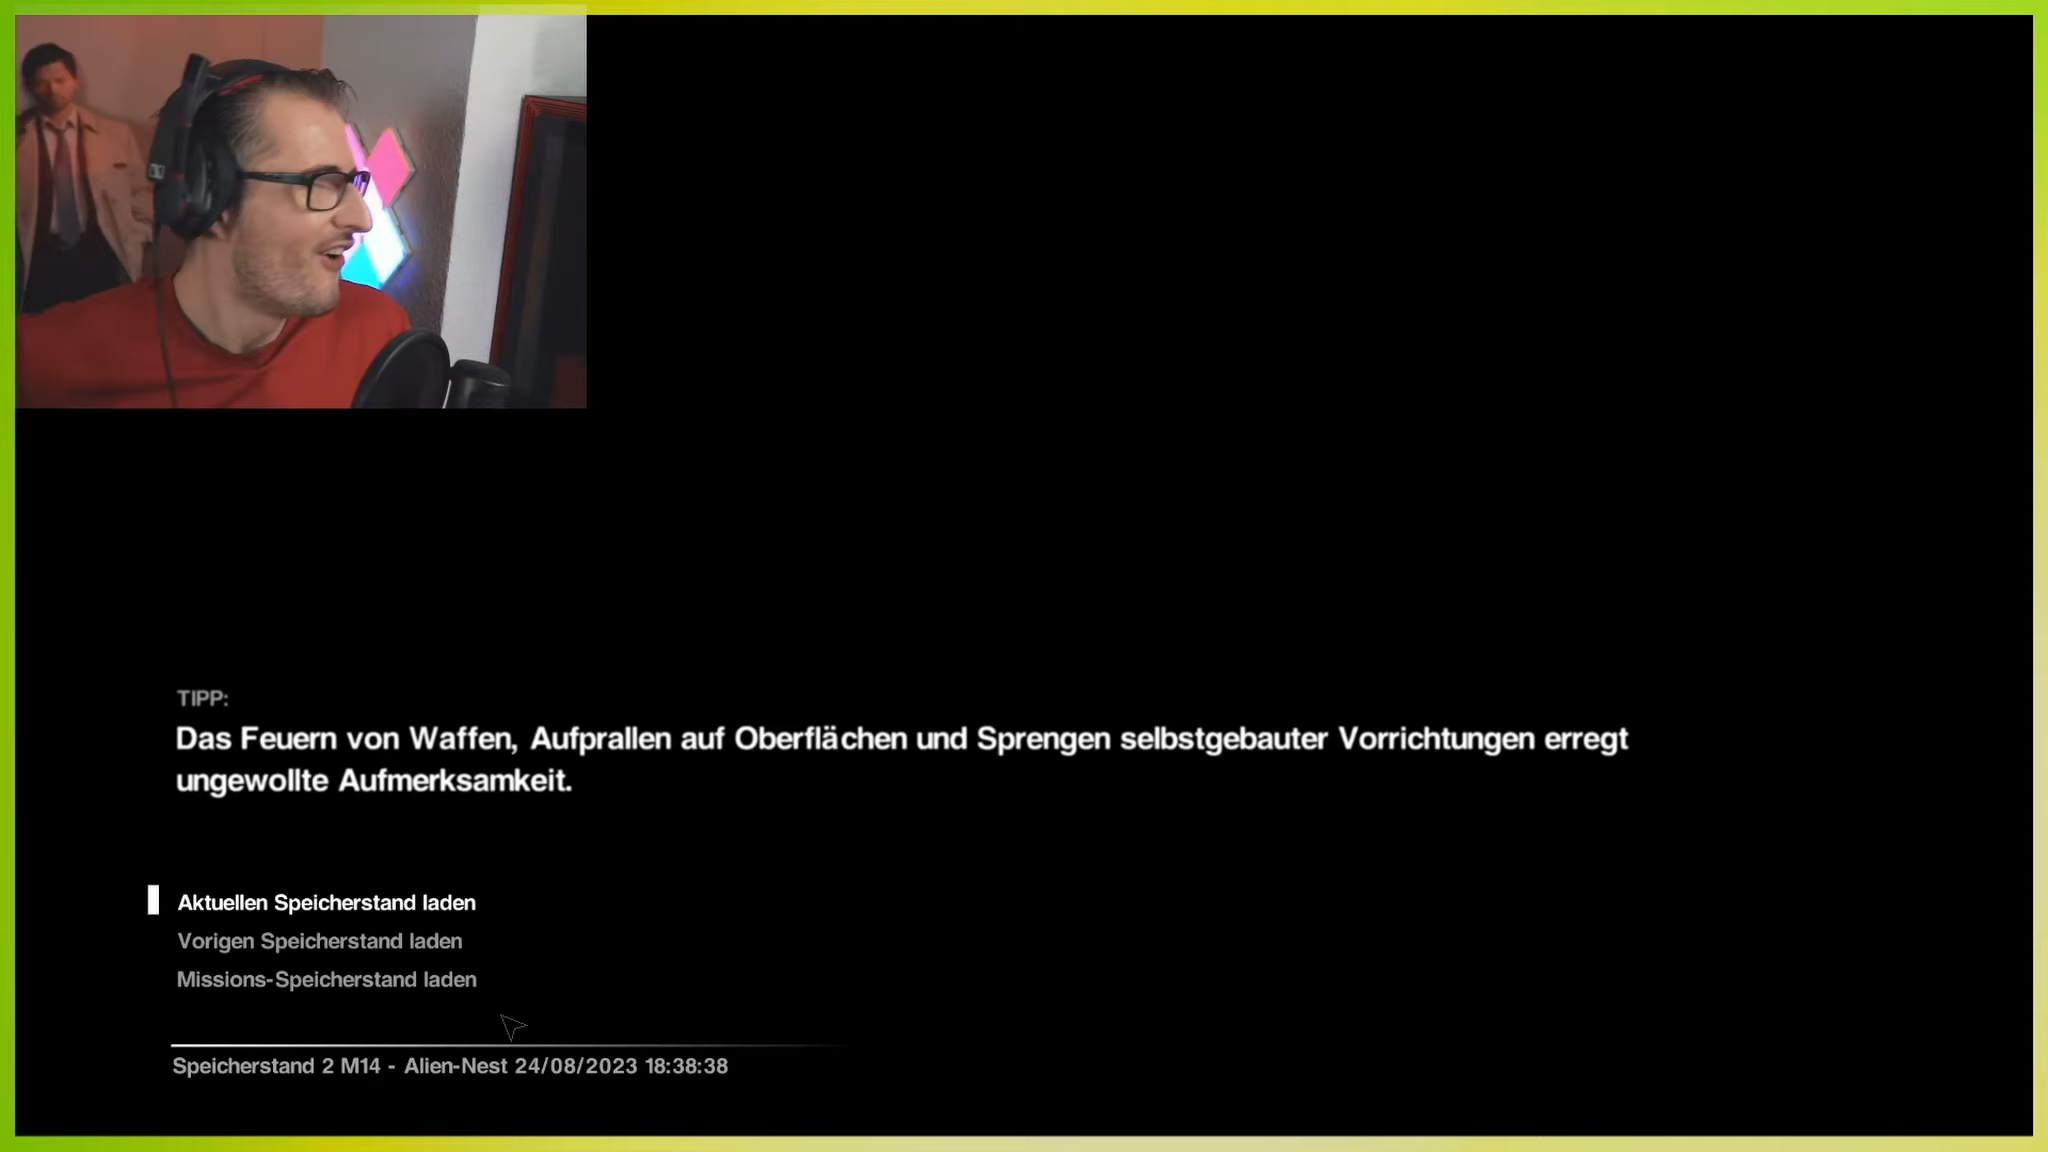 TIPP:
Das Feuern von Waffen, Aufprallen auf Oberflächen und Sprengen selbstgebauter Vorrichtungen erregt
ungewollte Aufmerksamkeit.
Aktuellen Speicherstand laden
Vorigen Speicherstand laden
Missions-Speicherstand laden
Speicherstand 2 M14 - Alien-Nest 24/08/2023 18:38:38